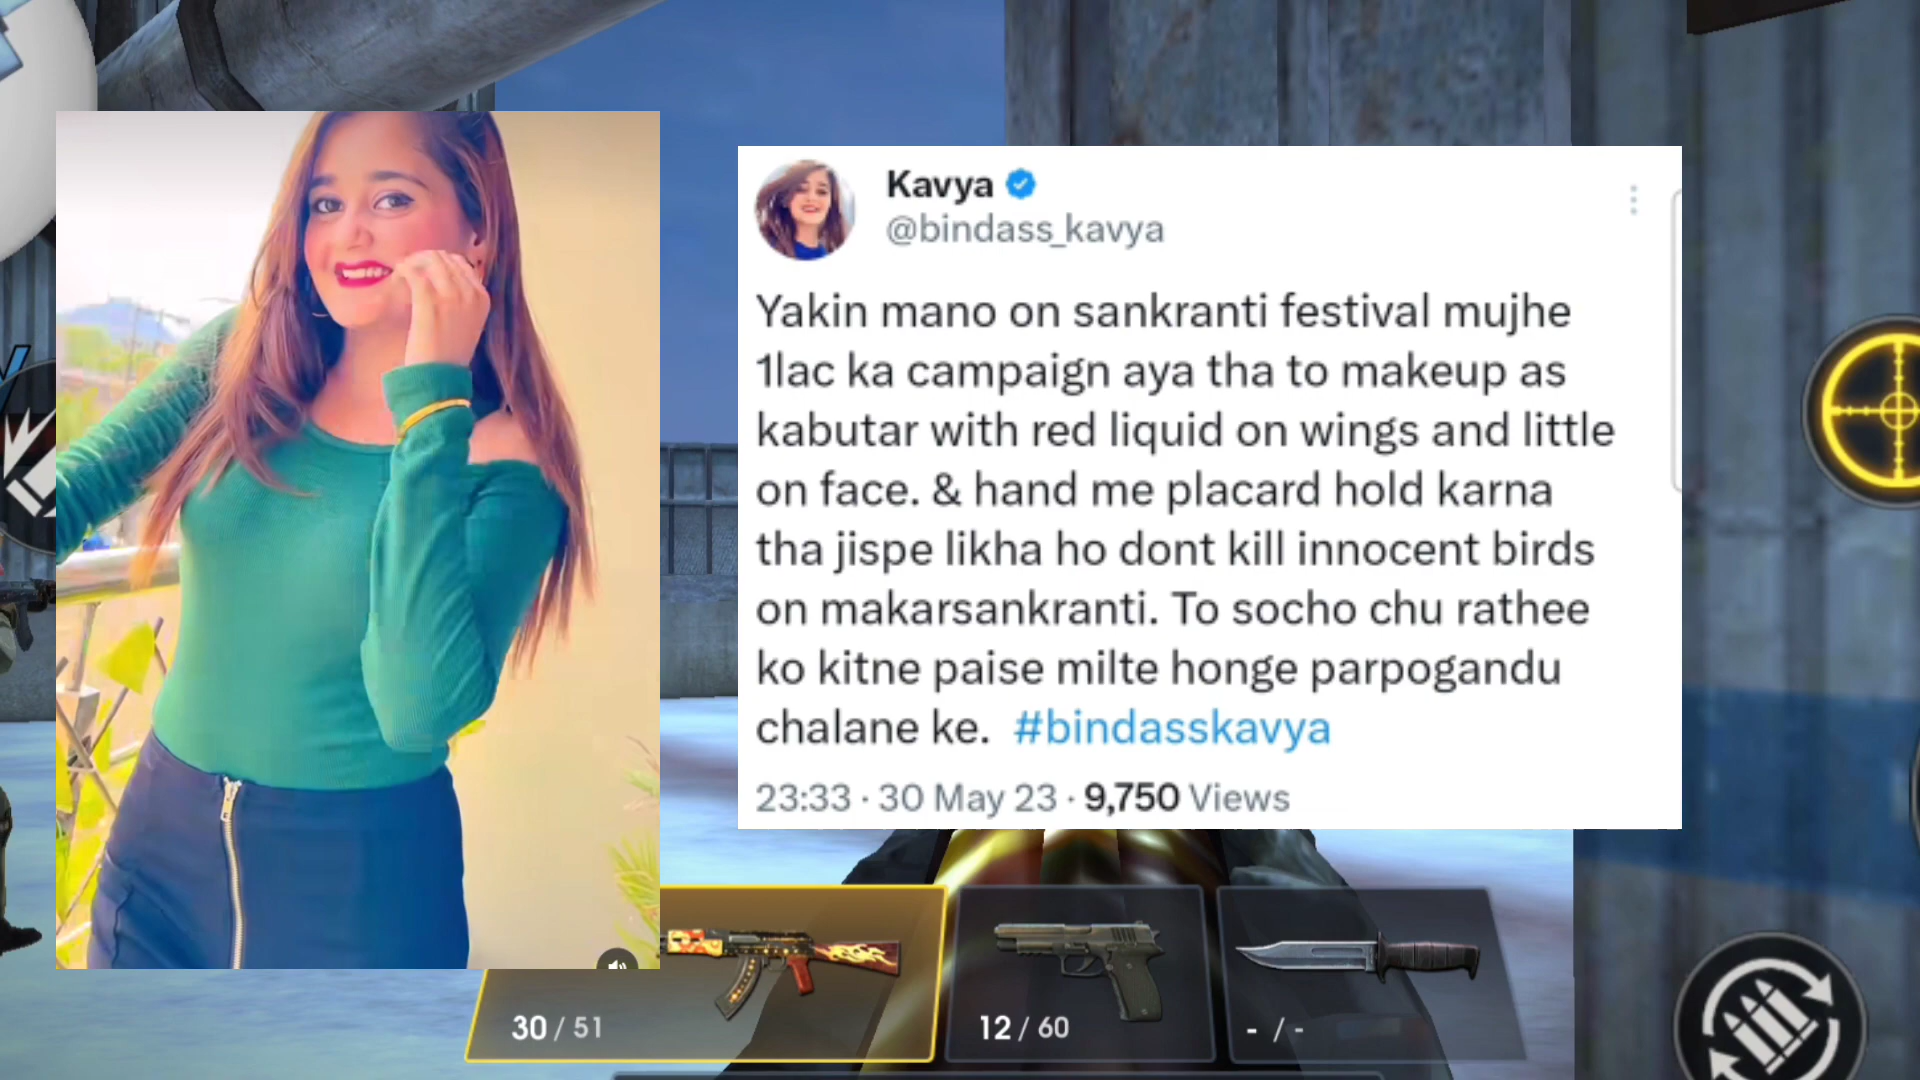 Kavya
@bindass_kavya
Yakin mano on sankranti festival mujhe
1lac ka campaign aya tha to makeup as
kabutar with red liquid on wings and little
on face. & hand me placard hold karna
tha jispe likha ho dont kill innocent birds
on makarsankranti. To socho chu rathee
ko kitne paise milte honge parpogandu
chalane ke. #bindasskavya
23:33 · 30 May 23 · 9,750 Views
30 / 51
12 / 60
- / -